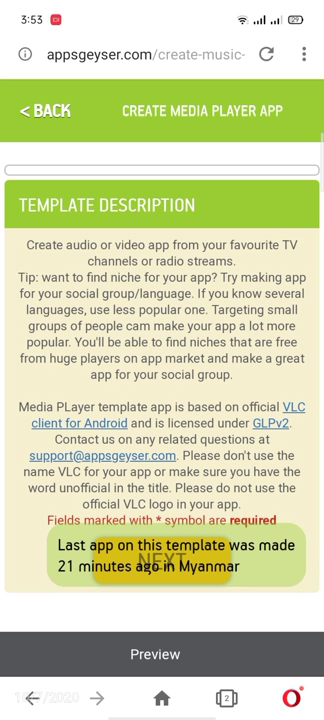 3:53
29
appsgeyser.com/create-music-
< BACK
CREATE MEDIA PLAYER APP
TEMPLATE DESCRIPTION
Create audio or video app from your favourite TV
channels or radio streams.
Tip: want to find niche for your app? Try making app
for your social group/language. If you know several
languages, use less popular one. Targeting small
groups of people cam make your app a lot more
popular. You'll be able to find niches that are free
from huge players on app market and make a great
app for your social group.
Media PLayer template app is based on official VLC
client for Android and is licensed under GLPv2.
Contact us on any related questions at
support@appsgeyser.com. Please don't use the
name VLC for your app or make sure you have the
word unofficial in the title. Please do not use the
official VLC logo in your app.
Fields marked with * symbol are required
Last app on this template was made
21 minutes ago in Myanmar
NEXT
Preview
2